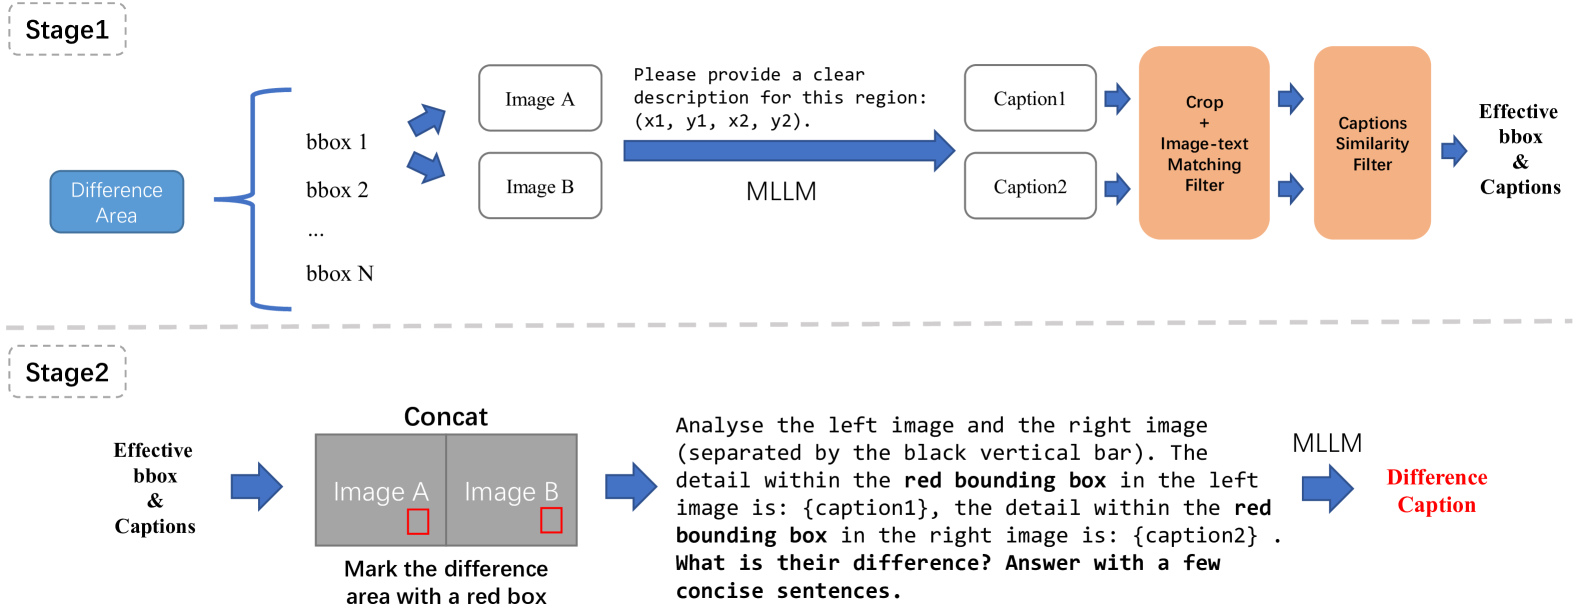 Stage1
Difference
Area
bbox 1
bbox 2
...
bbox N
Image A
Image B
Please provide a clear
description for this region:
(x1, y1, x2, y2).
MLLM
Caption1
Caption2
Crop
+
Image-text
Matching
Filter
Captions
Similarity
Filter
Effective
bbox
&
Captions
Stage2
Effective
bbox
&
Captions
Concat
Image A
Image B
Mark the difference
area with a red box
Analyse the left image and the right image
(separated by the black vertical bar). The
detail within the red bounding box in the left
image is: {caption1}, the detail within the red
bounding box in the right image is: {caption2} .
What is their difference? Answer with a few
concise sentences.
MLLM
Difference
Caption